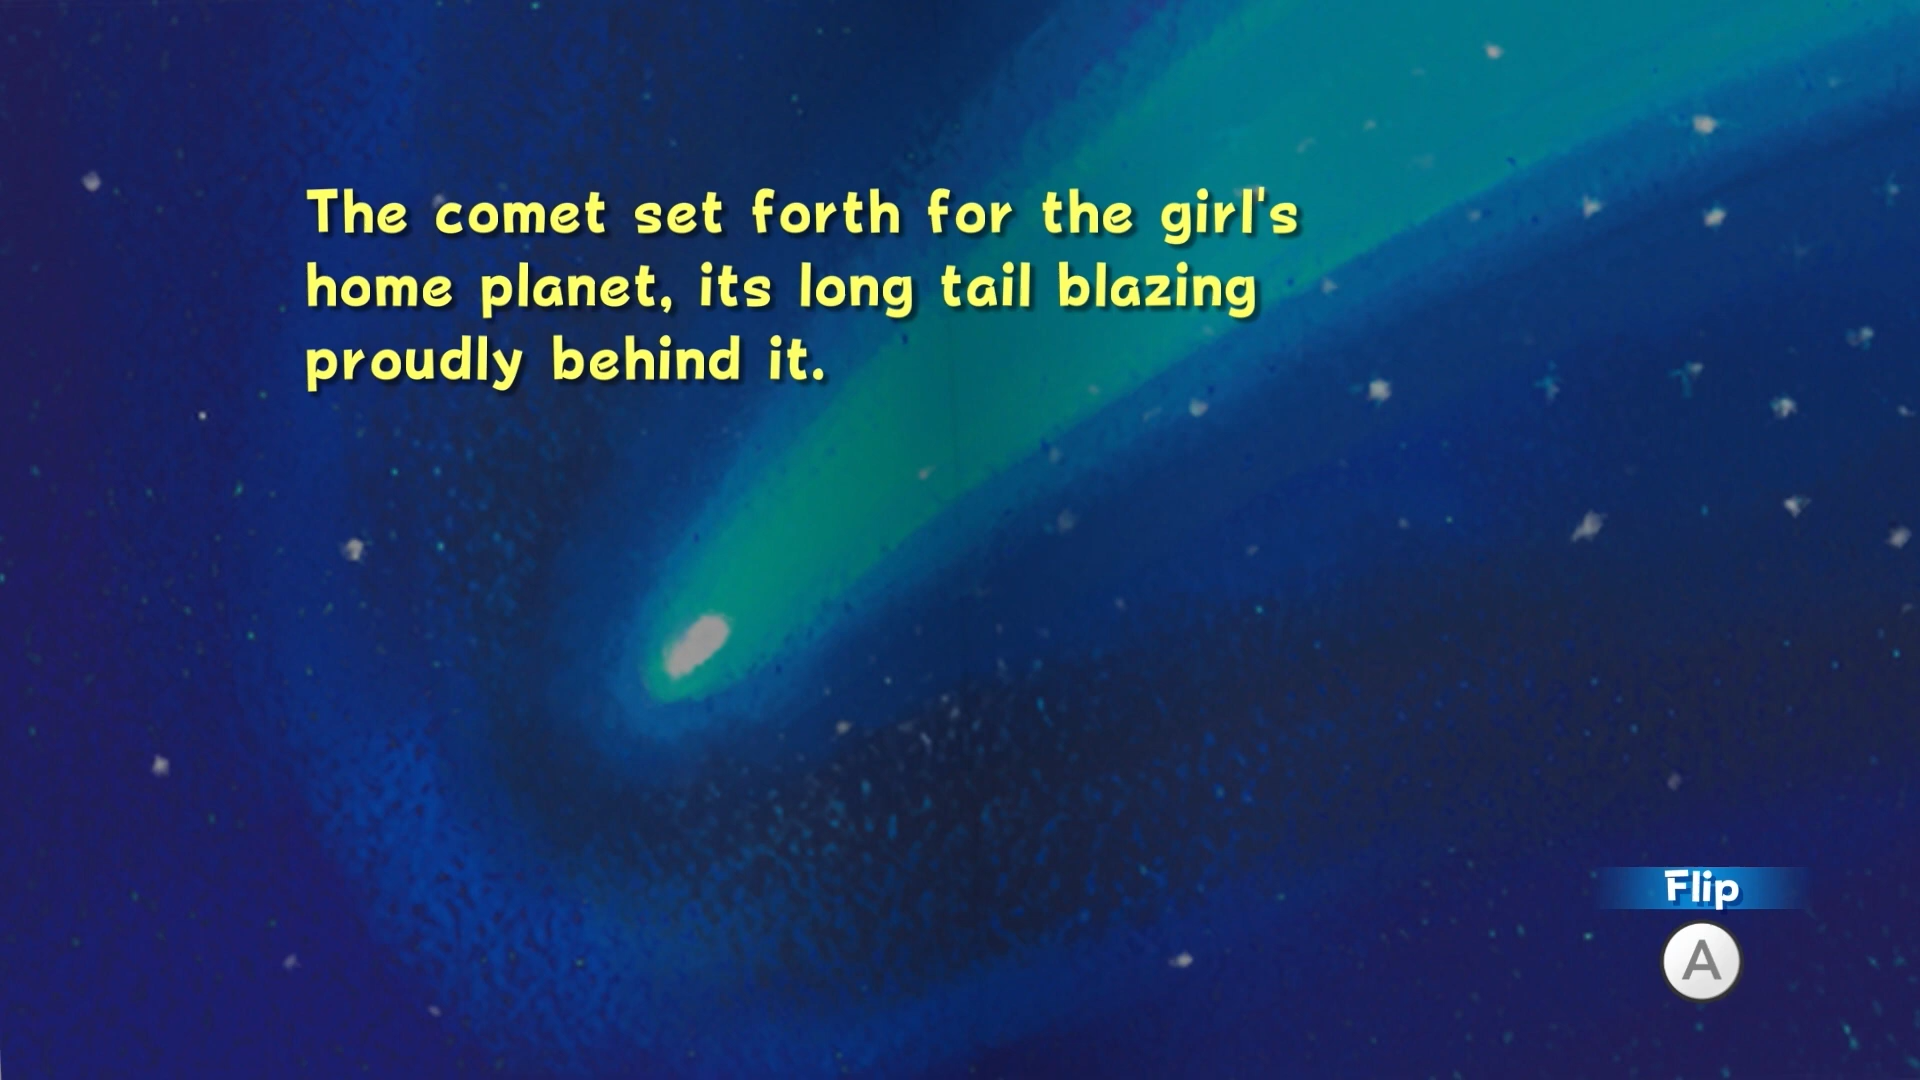 The comet set forth for the girl's
home planet, its long tail blazing
proudly behind it.
Flip
A